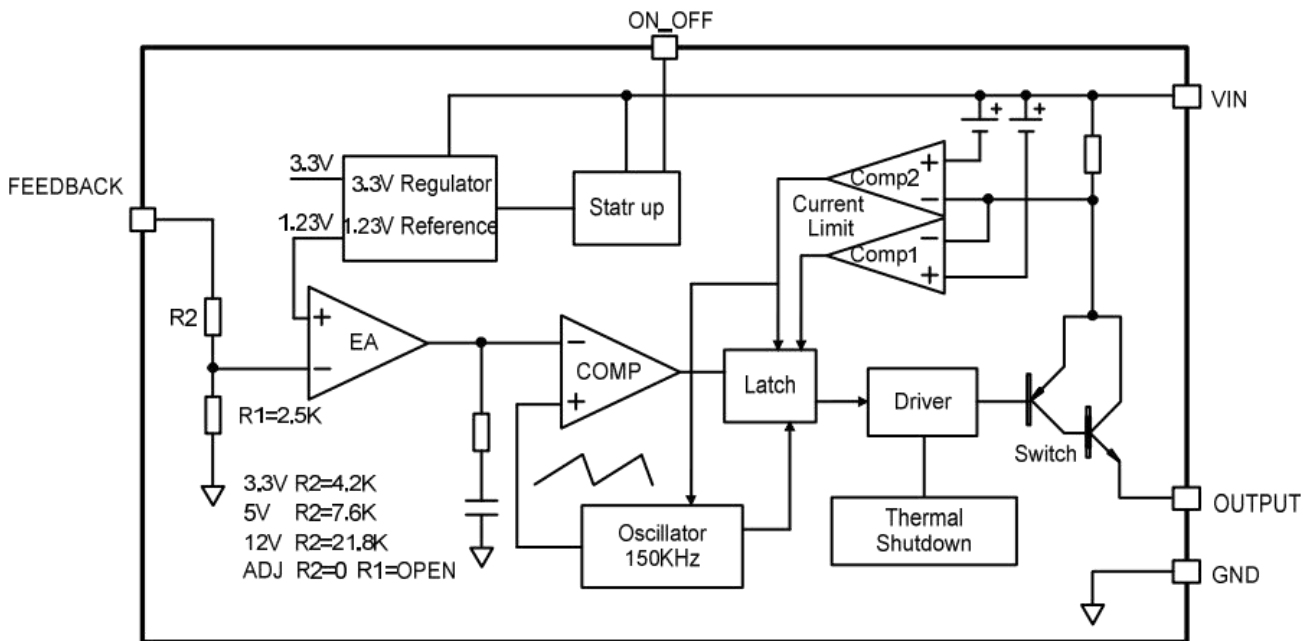 ON_OFF
VIN
FEEDBACK
3.3V
3.3V Regulator
1.23V
1.23V Reference
Statr up
+
+
+
Comp2
−
Current
Limit
−
Comp1
+
R2
+
EA
−
R1=2.5K
−
COMP
+
Latch
Driver
Switch
3.3V R2=4.2K
5V R2=7.6K
12V R2=21.8K
ADJ R2=0 R1=OPEN
Oscillator
150KHz
Thermal
Shutdown
OUTPUT
GND